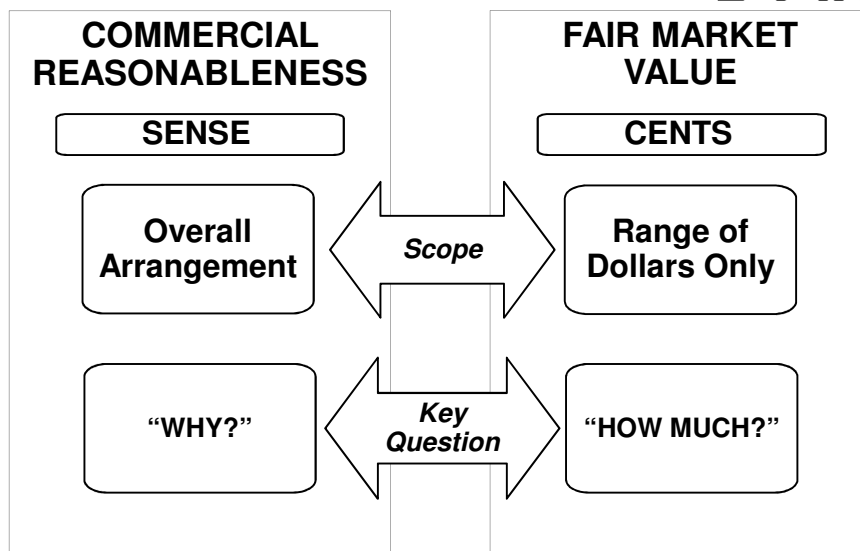 COMMERCIAL
REASONABLENESS
SENSE
Overall
Arrangement
“WHY?”
Scope
Key
Question
FAIR MARKET
VALUE
CENTS
Range of
Dollars Only
“HOW MUCH?”